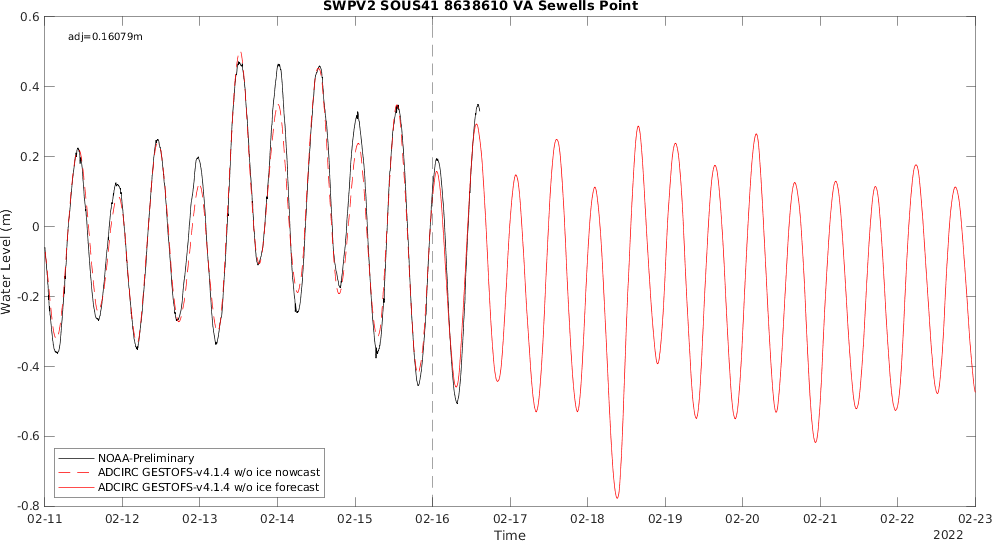 SWPV2 SOUS41 8638610 VA Sewells Point
adj=0.16079m
0.6
0.4
0.2
0
-0.2
-0.4
-0.6
-0.8
Water Level (m)
NOAA-Preliminary
ADCIRC GESTOFS-v4.1.4 w/o ice nowcast
ADCIRC GESTOFS-v4.1.4 w/o ice forecast
02-11 02-12 02-13 02-14 02-15 02-16 02-17 02-18 02-19 02-20 02-21 02-22 02-23
Time
2022